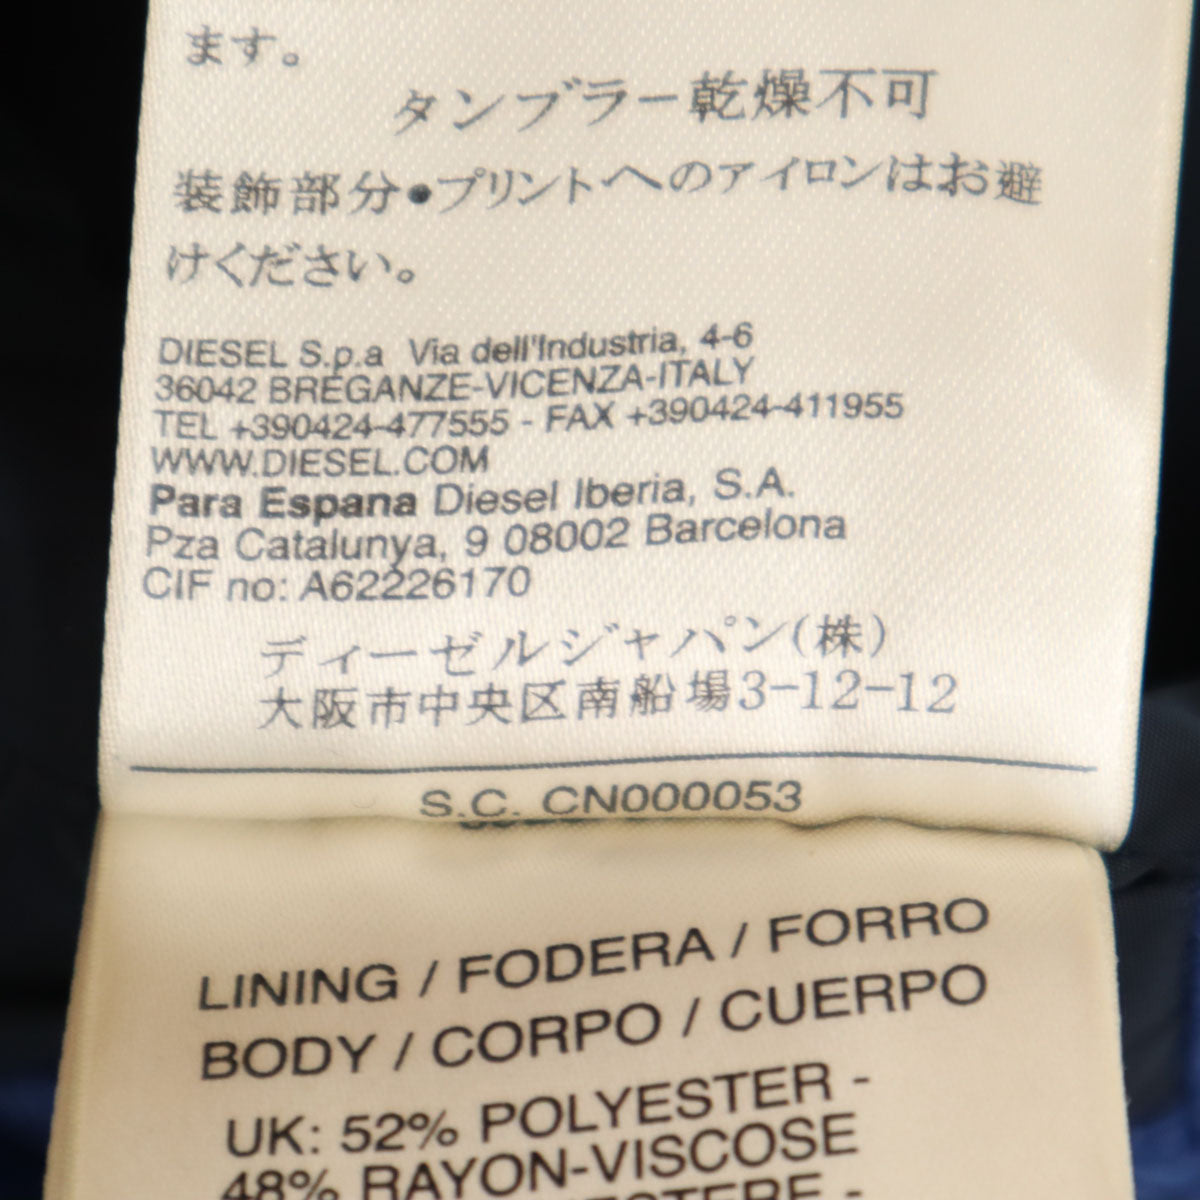 ます。
タンブラー乾燥不可
装飾部分●プリントへのアイロンはお避
けください。
DIESEL S.p.a Via dell'Industria, 4-6
36042 BREGANZE-VICENZA-ITALY
TEL +390424-477555 - FAX +390424-411955
WWW.DIESEL.COM
Para Espana Diesel Iberia, S.A.
Pza Catalunya, 9 08002 Barcelona
CIF no: A62226170
ディーゼルジャパン(株)
大阪市中央区南船場3-12-12
S.C. CN000053
LINING / FODERA / FORRO
BODY / CORPO / CUERPO
UK: 52% POLYESTER -
48% RAYON-VISCOSE